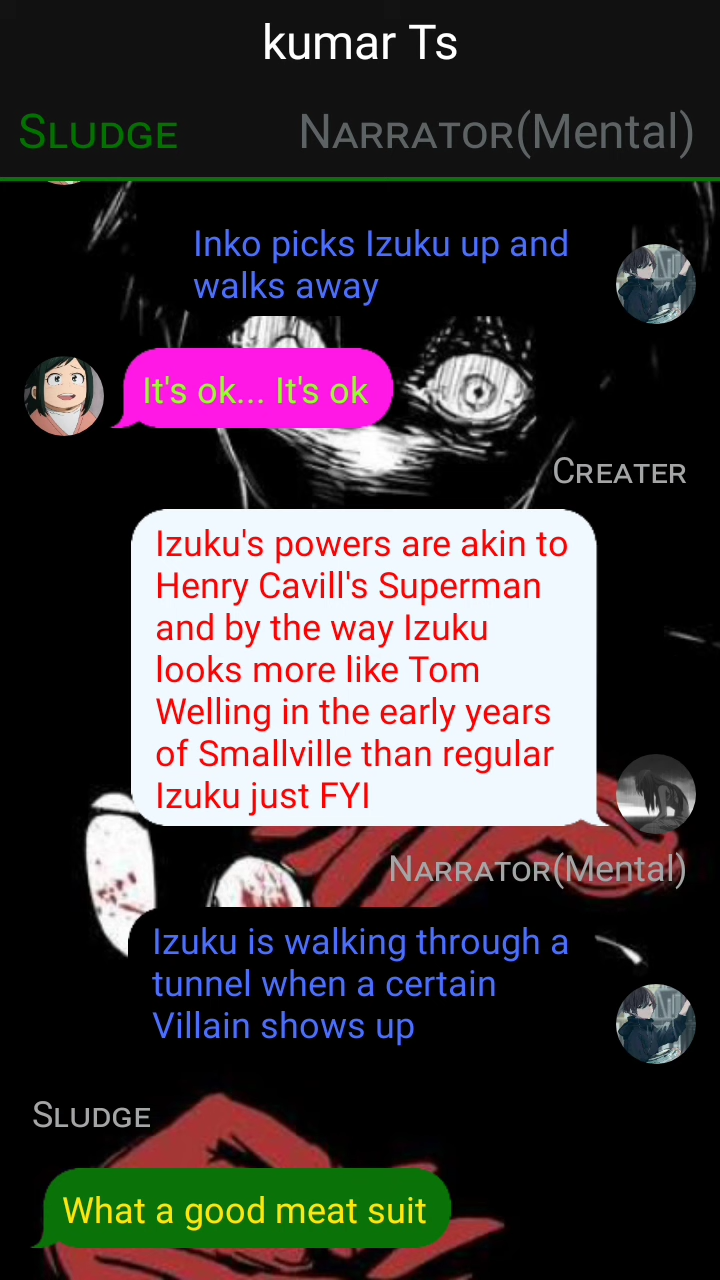 kumar Ts
Sludge Narrator(Mental)
Inko picks Izuku up and
walks away
It's ok... It's ok
Creater
Izuku's powers are akin to
Henry Cavill's Superman
and by the way Izuku
looks more like Tom
Welling in the early years
of Smallville than regular
Izuku just FYI
Narrator(Mental)
Izuku is walking through a
tunnel when a certain
Villain shows up
Sludge
What a good meat suit